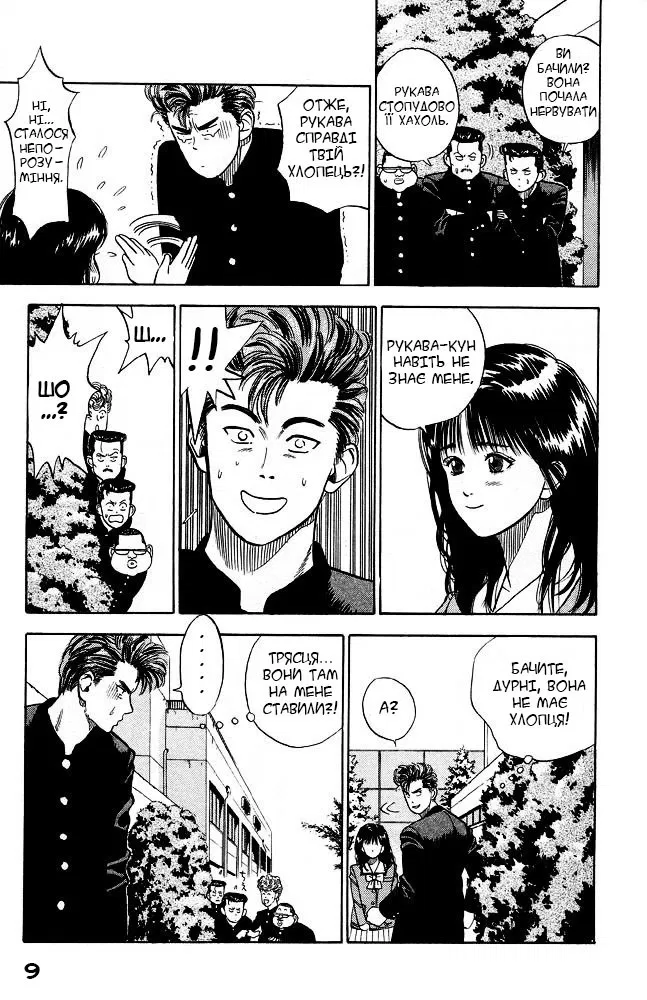 ВИ
БАЧИЛИ?
ВОНА
ПОЧАЛА
НЕРВУВАТИ
РУКАВА
СТОПУДОВО
ЇЇ ХАХОЛЬ.
ОТЖЕ,
РУКАВА
СПРАВДІ
ТВІЙ
ХЛОПЕЦЬ?!
НІ,
НІ...
СТАЛОСЯ
НЕПО-
РОЗУ-
МІННЯ.
РУКАВА-КУН
НАВІТЬ НЕ
ЗНАЄ МЕНЕ.
!!
Ш...
ШО
...?
БАЧИТЕ,
ДУРНІ, ВОНА
НЕ МАЄ
ХЛОПЦЯ!
А?
ТРЯСЦЯ...
ВОНИ ТАМ
НА МЕНЕ
СТАВИЛИ?!
....
9